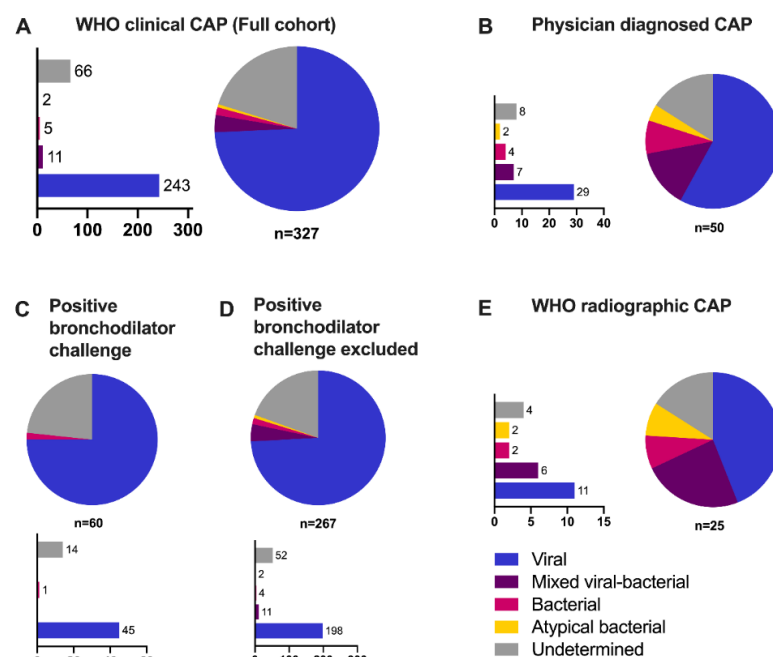 A WHO clinical CAP (Full cohort)
66
2
5
11
243
0 100 200 300
n=327
B Physician diagnosed CAP
8
2
4
7
29
0 10 20 30 40
n=50
C Positive
bronchodilator
challenge
n=60
14
1
45
D Positive
bronchodilator
challenge excluded
n=267
52
2
4
11
198
E WHO radiographic CAP
4
2
2
6
11
0 5 10 15
n=25
Viral
Mixed viral-bacterial
Bacterial
Atypical bacterial
Undetermined